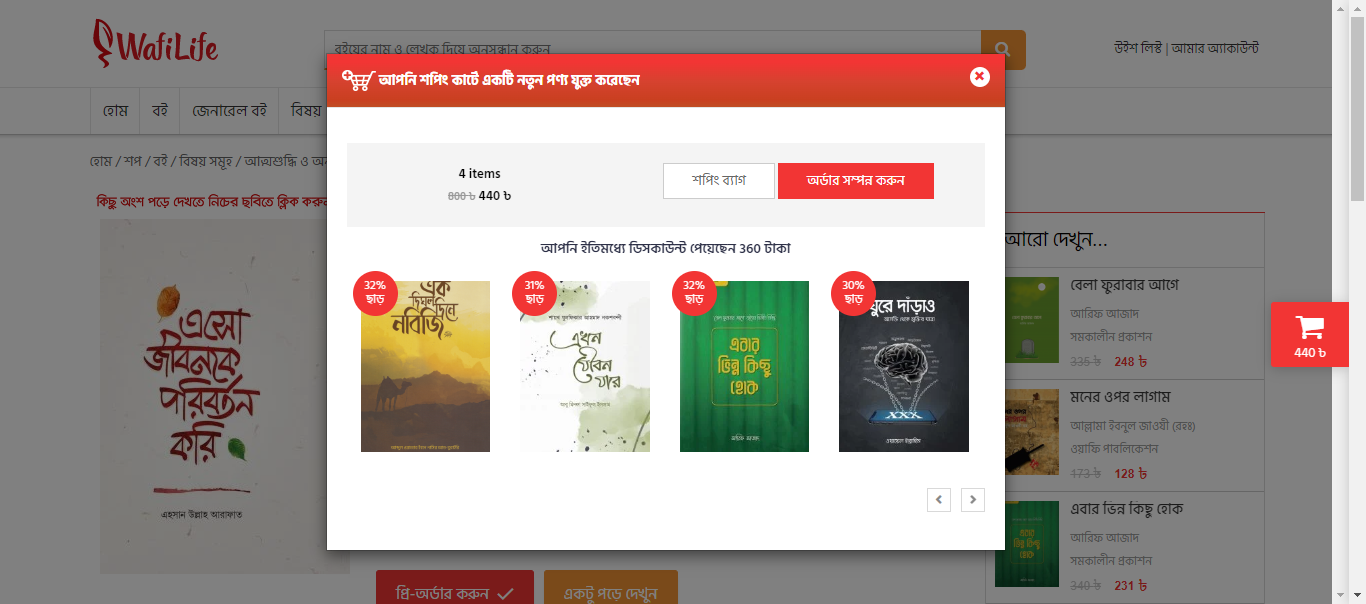 WafiLife
বইয়ের নাম ও লেখক দিয়ে অনুসন্ধান করুন
উইশ লিস্ট | আমার অ্যাকাউন্ট
আপনি শপিং কার্টে একটি নতুন পণ্য যুক্ত করেছেন
হোম
বই
জেনারেল বই
বিষয়
হোম / শপ / বই / বিষয় সমূহ / আত্মশুদ্ধি ও
কিছু অংশ পড়ে দেখতে নিচের ছবিতে ক্লিক করুন
4 items
800 ৳ 440 ৳
শপিং ব্যাগ
অর্ডার সম্পন্ন করুন
আপনি ইতিমধ্যে ডিসকাউন্ট পেয়েছেন 360 টাকা
32%
ছাড়
এক
দিঘল
দিনে
নবিজি
31%
ছাড়
এখন
যৌবন
যার
32%
ছাড়
এবার
ভিন্ন কিছু
হোক
আরিফ আজাদ
30%
ছাড়
ঘুরে দাঁড়াও
XXX
এসো
জীবনকে
পরিবর্তন
করি
এহসান উল্লাহ আরাফাত
আরো দেখুন...
বেলা ফুরাবার আগে
আরিফ আজাদ
সমকালীন প্রকাশন
335 ৳ 248 ৳
মনের ওপর লাগাম
আল্লামা ইবনুল জাওযী (রহঃ)
ওয়াফি পাবলিকেশন
173 ৳ 128 ৳
এবার ভিন্ন কিছু হোক
আরিফ আজাদ
সমকালীন প্রকাশন
340 ৳ 231 ৳
440 ৳
প্রি-অর্ডার করুন
একটু পড়ে দেখুন